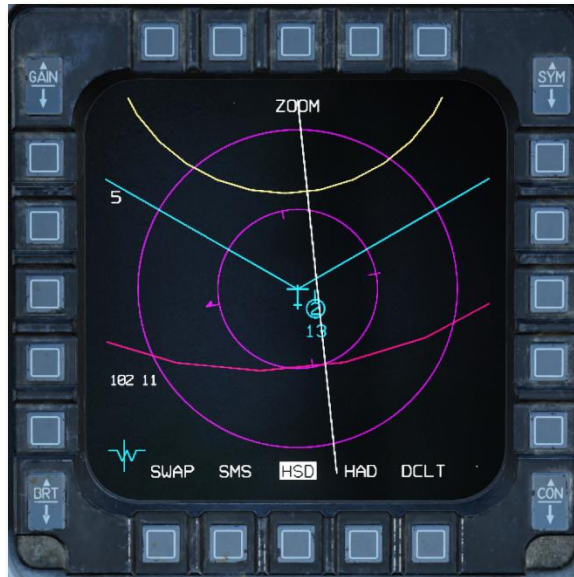 GAIN
SYM
ZOOM
5
2
13
102 11
SWAP SMS HSD HAD DCLT
BRT
CON